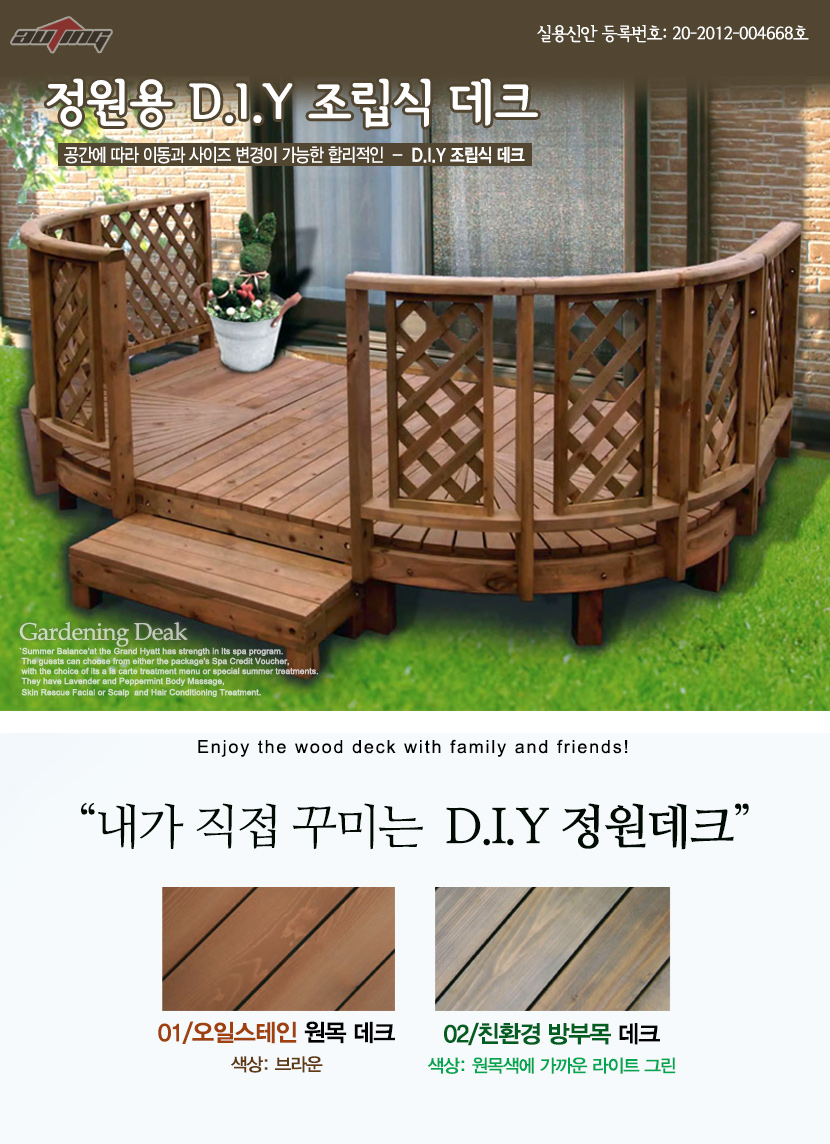 auting
실용신안 등록번호: 20-2012-004668호
정원용 D.I.Y 조립식 데크
공간에 따라 이동과 사이즈 변경이 가능한 합리적인 - D.I.Y 조립식 데크
Gardening Deak
'Summer Balance'at the Grand Hyatt has strength in its spa program.
The guests can choose from either the package's Spa Credit Voucher,
with the choice of its a la carte treatment menu or special summer treatments.
They have Lavender and Peppermint Body Massage,
Skin Rescue Facial or Scalp and Hair Conditioning Treatment.
Enjoy the wood deck with family and friends!
“내가 직접 꾸미는 D.I.Y 정원데크”
01/오일스테인 원목 데크
색상: 브라운
02/친환경 방부목 데크
색상: 원목색에 가까운 라이트 그린